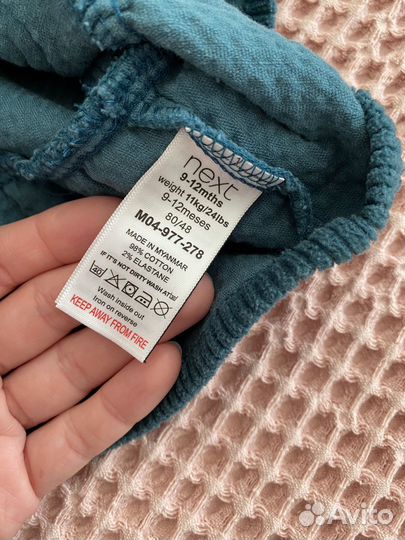 next
9-12mths
weight 11kg/24lbs
9-12meses
80/48
M04-977-278
MADE IN MYANMAR
98% COTTON
2% ELASTANE
IF IT'S NOT DIRTY WASH AT
Wash inside out
Iron on reverse
KEEP AWAY FROM FIRE
Avito